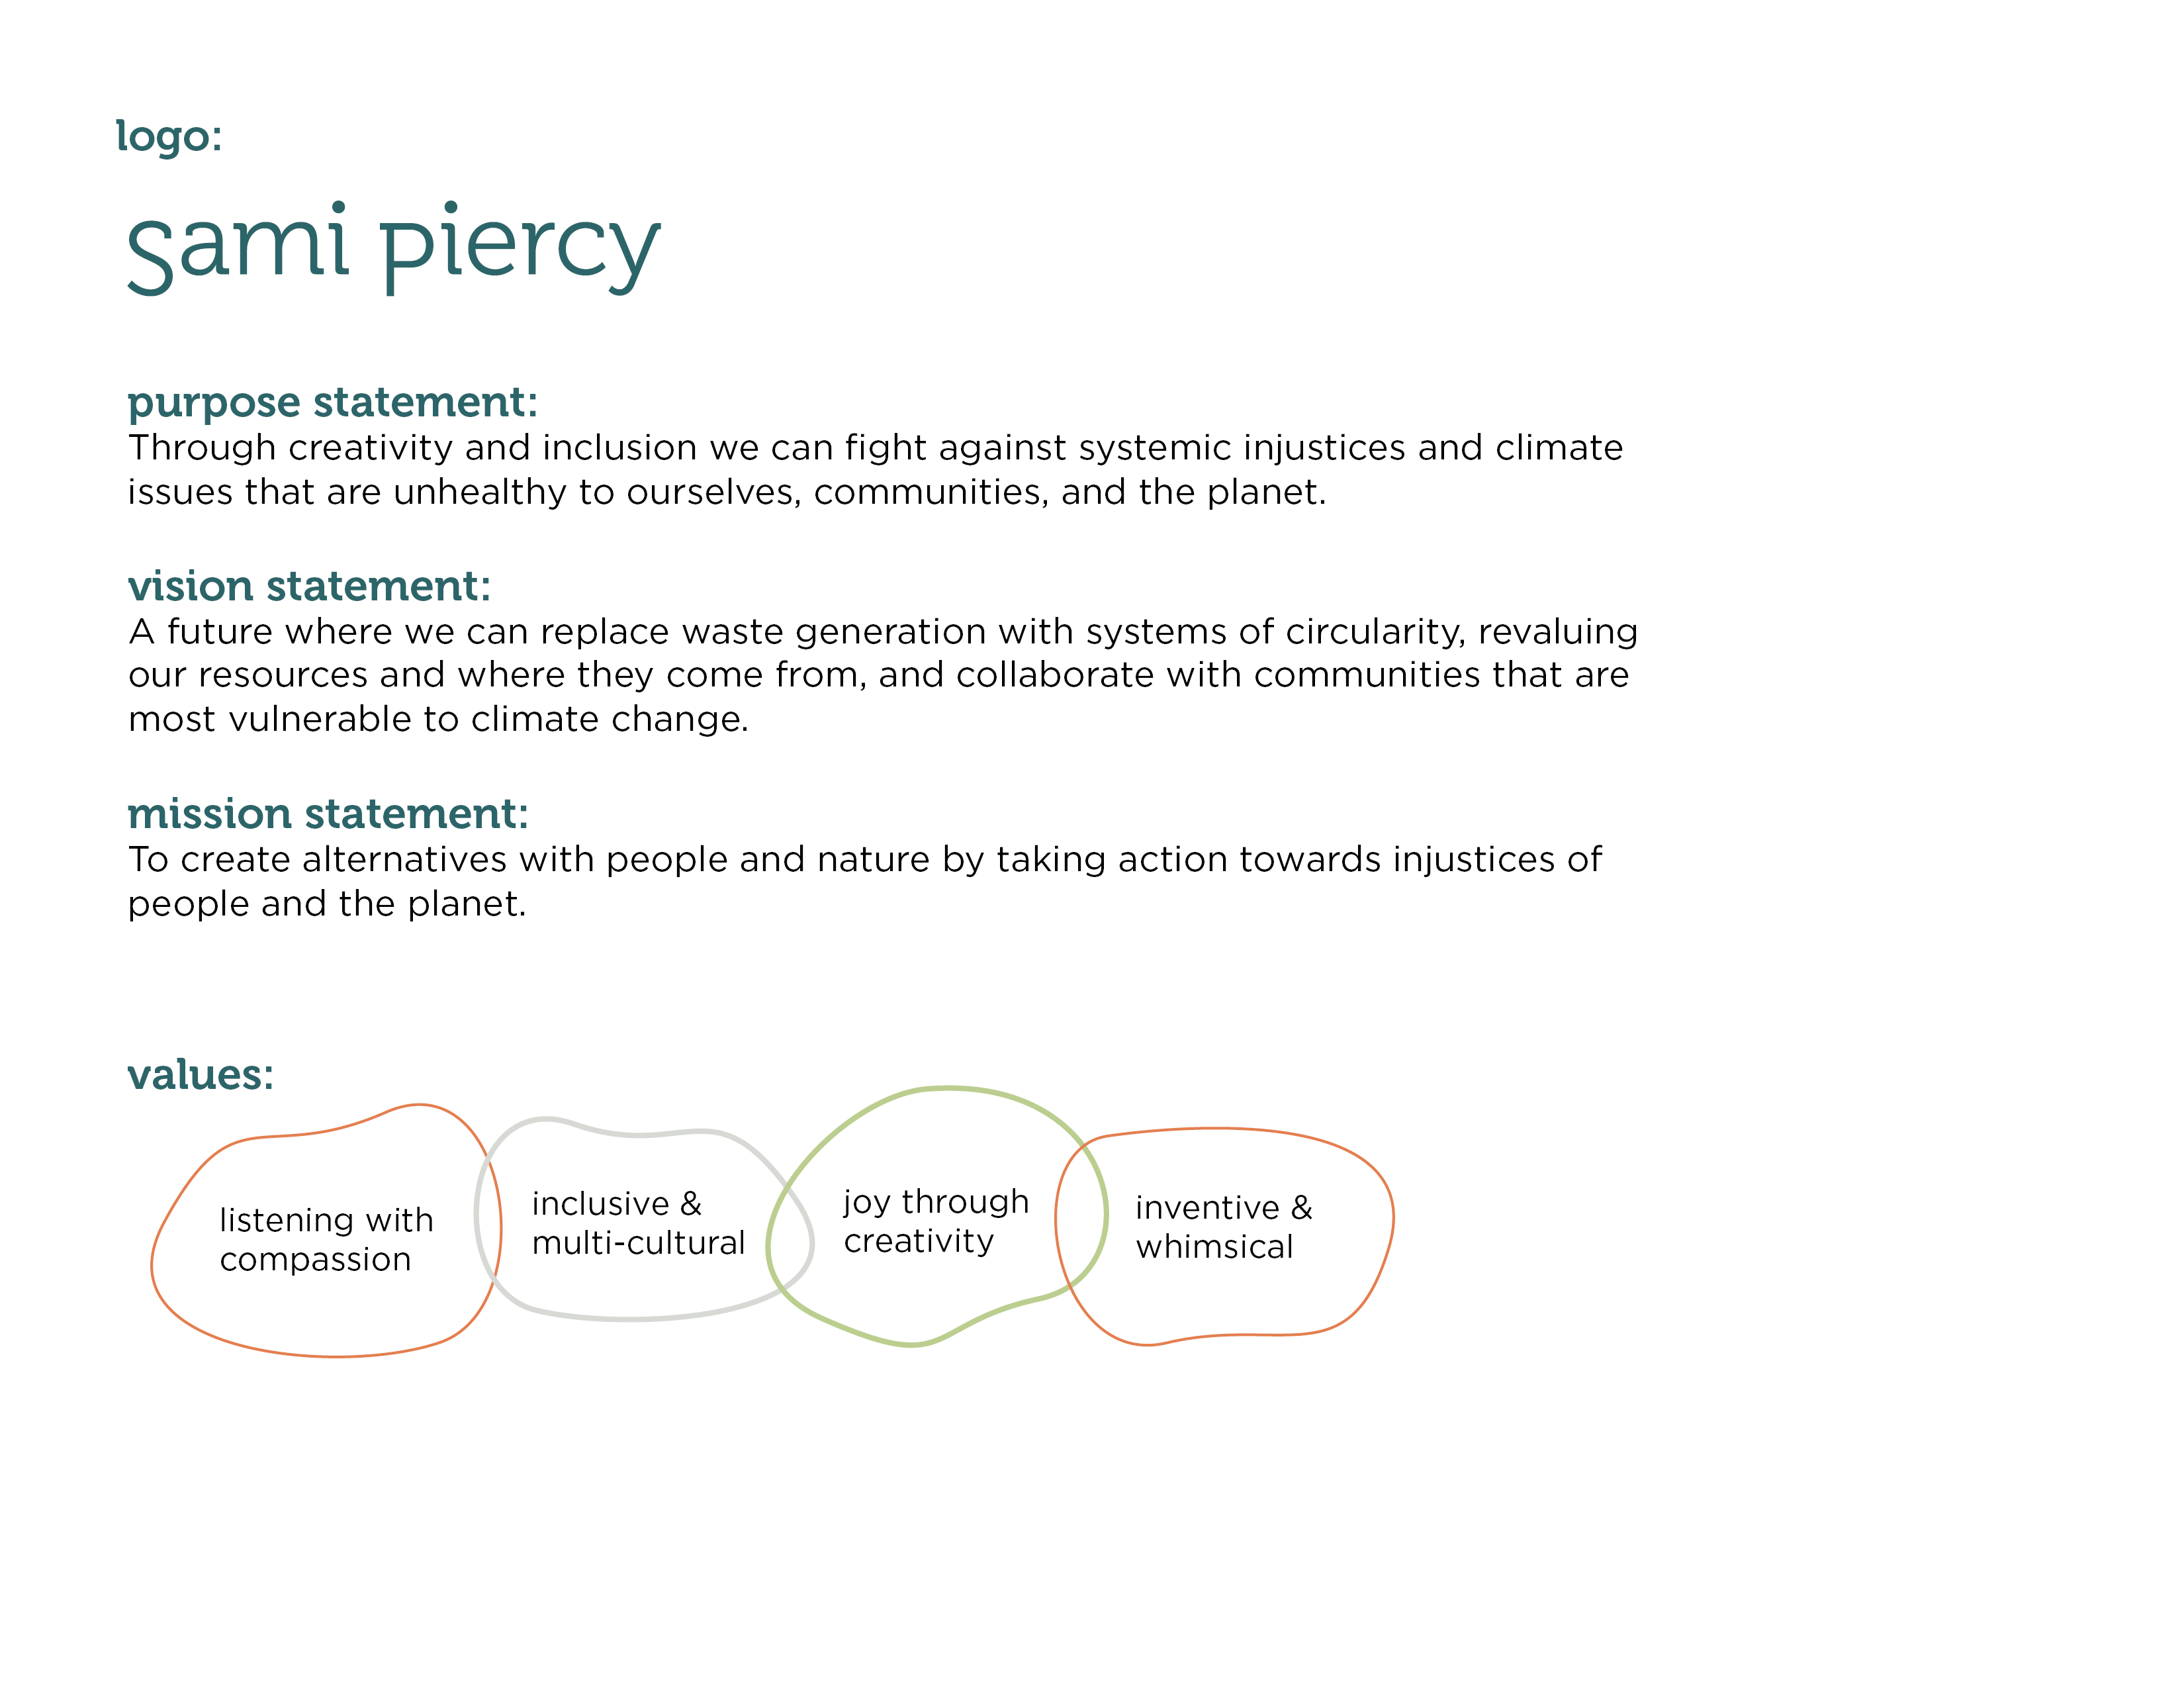 logo:
sami piercy
purpose statement:
Through creativity and inclusion we can fight against systemic injustices and climate
issues that are unhealthy to ourselves, communities, and the planet.
vision statement:
A future where we can replace waste generation with systems of circularity, revaluing
our resources and where they come from, and collaborate with communities that are
most vulnerable to climate change.
mission statement:
To create alternatives with people and nature by taking action towards injustices of
people and the planet.
values:
listening with
compassion
inclusive &
multi-cultural
joy through
creativity
inventive &
whimsical